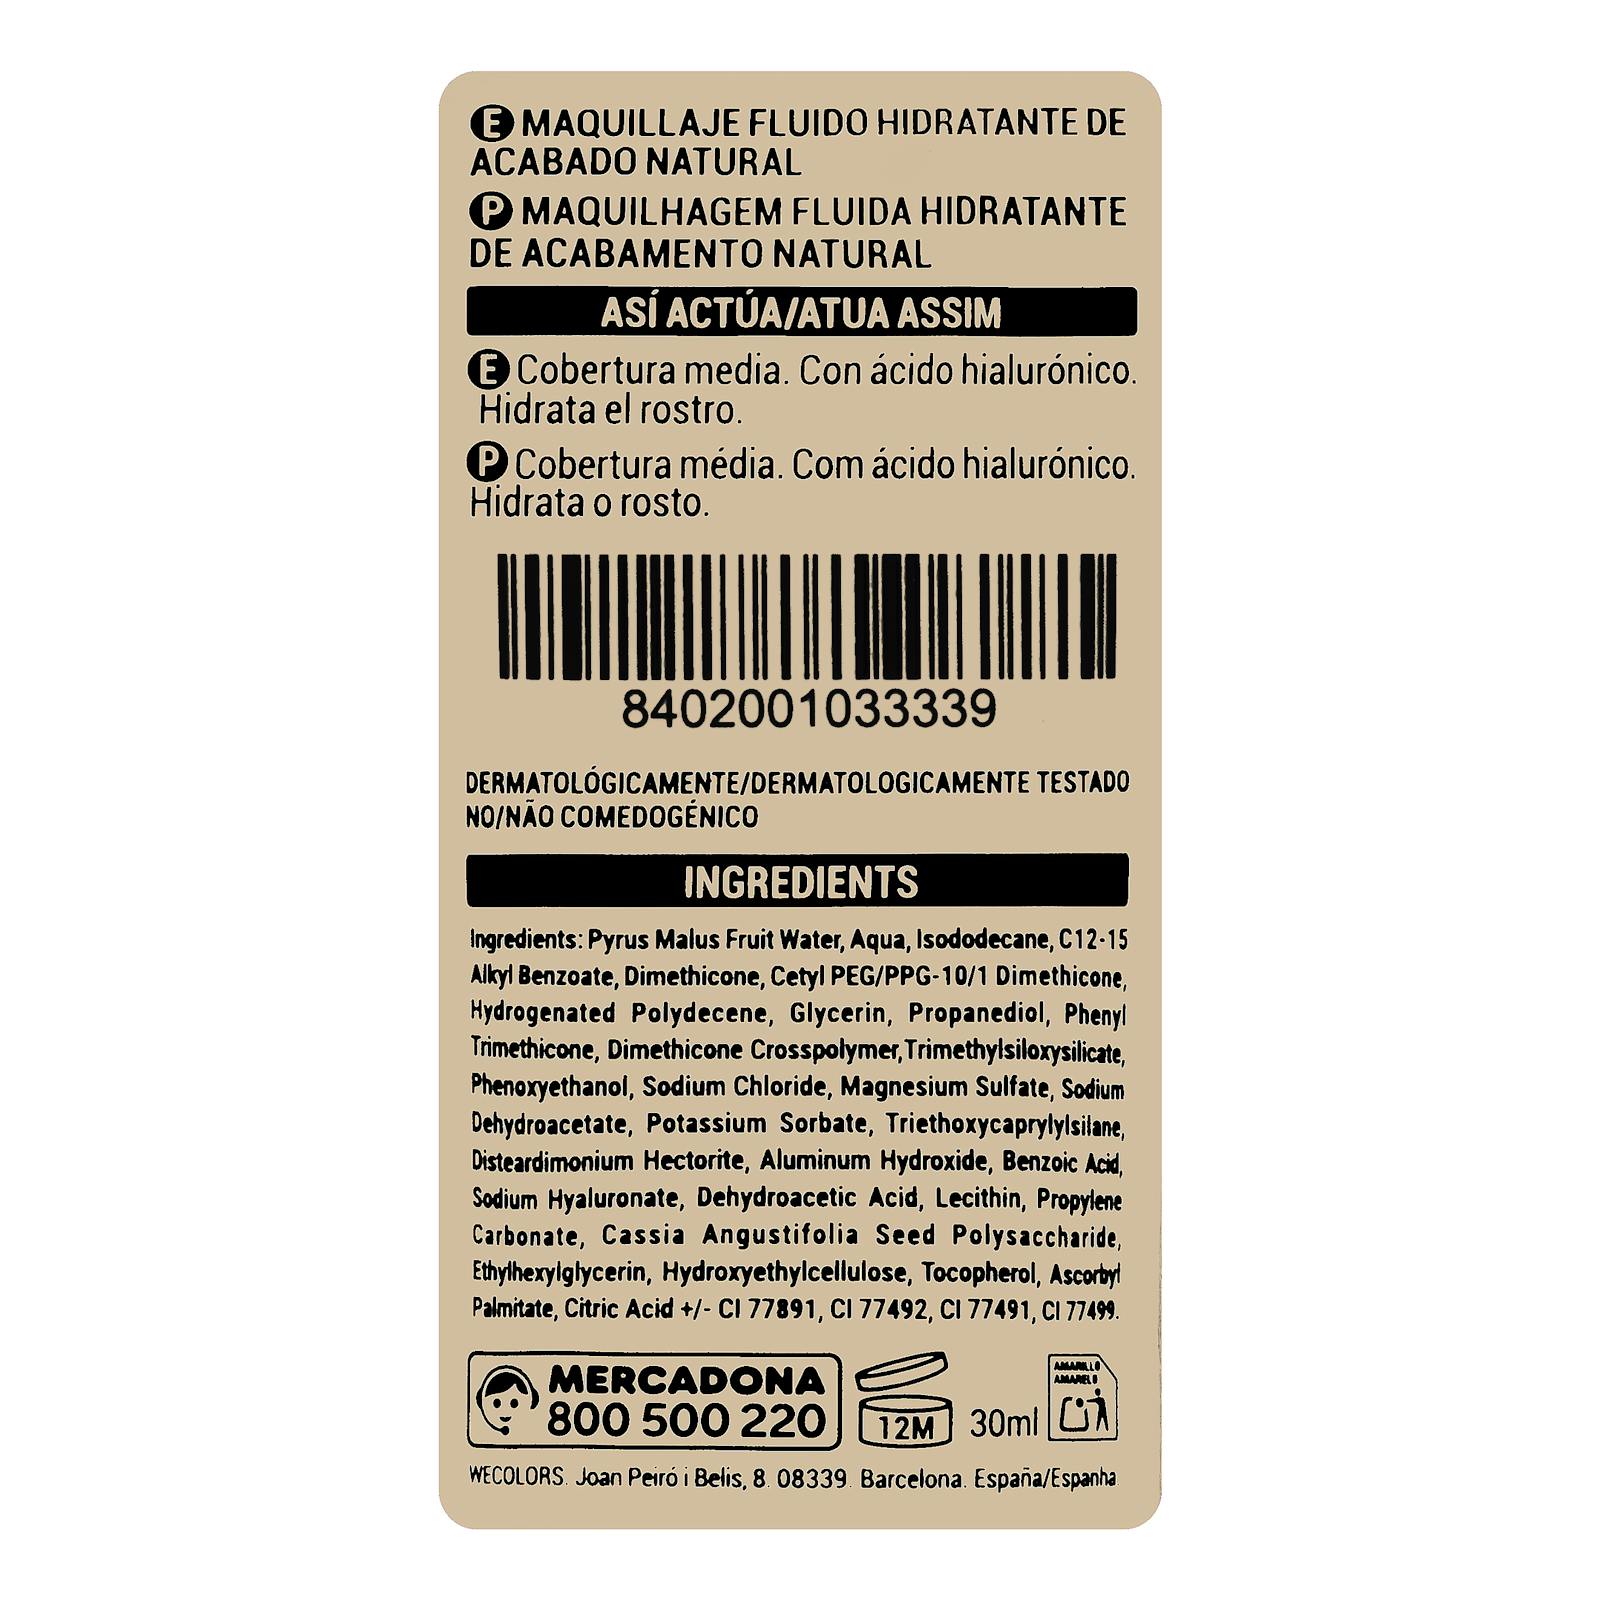 E MAQUILLAJE FLUIDO HIDRATANTE DE
ACABADO NATURAL
P MAQUILHAGEM FLUIDA HIDRATANTE
DE ACABAMENTO NATURAL
ASÍ ACTÚA/ATUA ASSIM
E Cobertura media. Con ácido hialurónico.
Hidrata el rostro.
P Cobertura média. Com ácido hialurónico.
Hidrata o rosto.
8402001033339
DERMATOLÓGICAMENTE/DERMATOLOGICAMENTE TESTADO
NO/NÃO COMEDOGÉNICO
INGREDIENTS
Ingredients: Pyrus Malus Fruit Water, Aqua, Isododecane, C12-15
Alkyl Benzoate, Dimethicone, Cetyl PEG/PPG-10/1 Dimethicone,
Hydrogenated Polydecene, Glycerin, Propanediol, Phenyl
Trimethicone, Dimethicone Crosspolymer,Trimethylsiloxysilicate,
Phenoxyethanol, Sodium Chloride, Magnesium Sulfate, Sodium
Dehydroacetate, Potassium Sorbate, Triethoxycaprylylsilane,
Disteardimonium Hectorite, Aluminum Hydroxide, Benzoic Acid,
Sodium Hyaluronate, Dehydroacetic Acid, Lecithin, Propylene
Carbonate, Cassia Angustifolia Seed Polysaccharide,
Ethylhexylglycerin, Hydroxyethylcellulose, Tocopherol, Ascorbyl
Palmitate, Citric Acid +/- CI 77891, CI 77492, CI 77491, CI 77499.
MERCADONA
800 500 220
12M
30ml
AMARILLO
AMARELO
WECOLORS. Joan Peiró i Belis, 8. 08339. Barcelona. España/Espanha